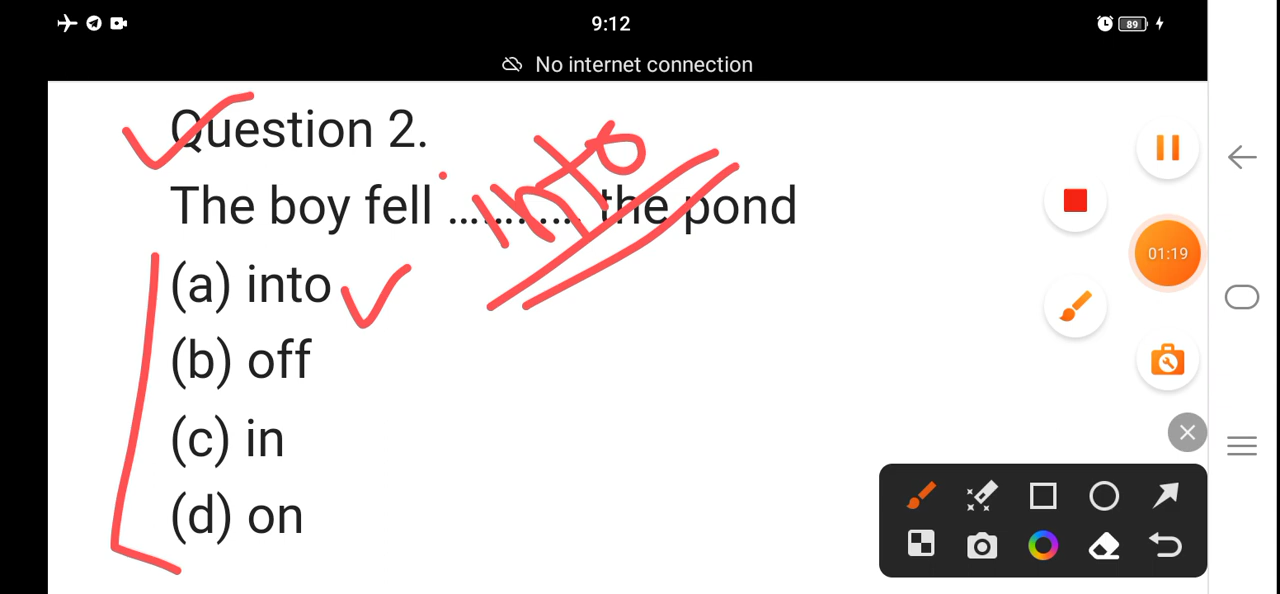 9:12
89
No internet connection
Question 2.
The boy fell ........... the pond
into
(a) into
(b) off
(c) in
(d) on
01:19